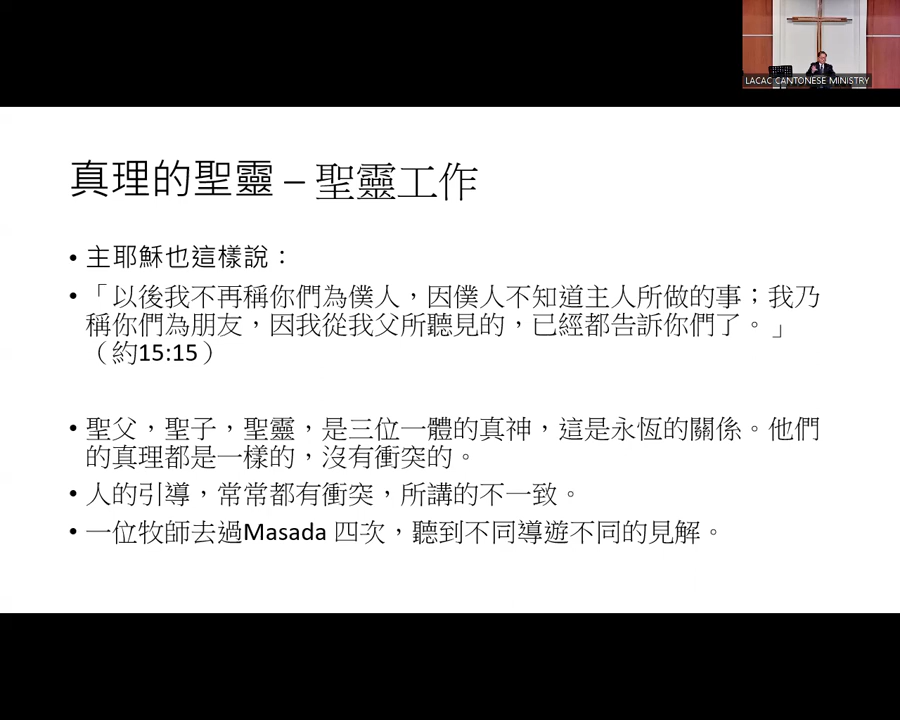 LACAC CANTONESE MINISTRY
真理的聖靈 – 聖靈工作
• 主耶穌也這樣說：
• 「以後我不再稱你們為僕人，因僕人不知道主人所做的事；我乃
稱你們為朋友，因我從我父所聽見的，已經都告訴你們了。」
（約15:15）
• 聖父，聖子，聖靈，是三位一體的真神，這是永恆的關係。他們
的真理都是一樣的，沒有衝突的。
• 人的引導，常常都有衝突，所講的不一致。
• 一位牧師去過Masada 四次，聽到不同導遊不同的見解。